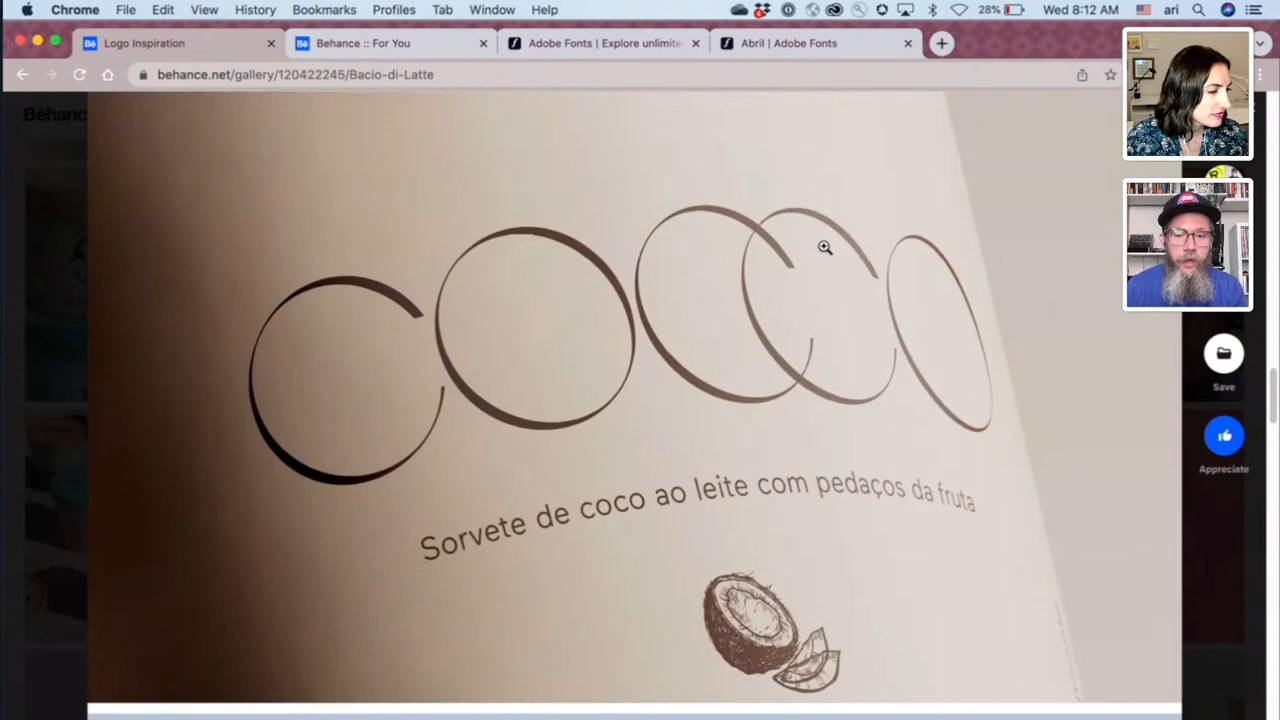 Chrome File Edit View History Bookmarks Profiles Tab Window Help 28% Wed 8:12 AM ari
Logo Inspiration Behance :: For You Adobe Fonts | Explore unlimite Abril | Adobe Fonts
behance.net/gallery/120422245/Bacio-di-Latte
Bēhanc
cocco
Sorvete de coco ao leite com pedaços da fruta
Save
Appreciate